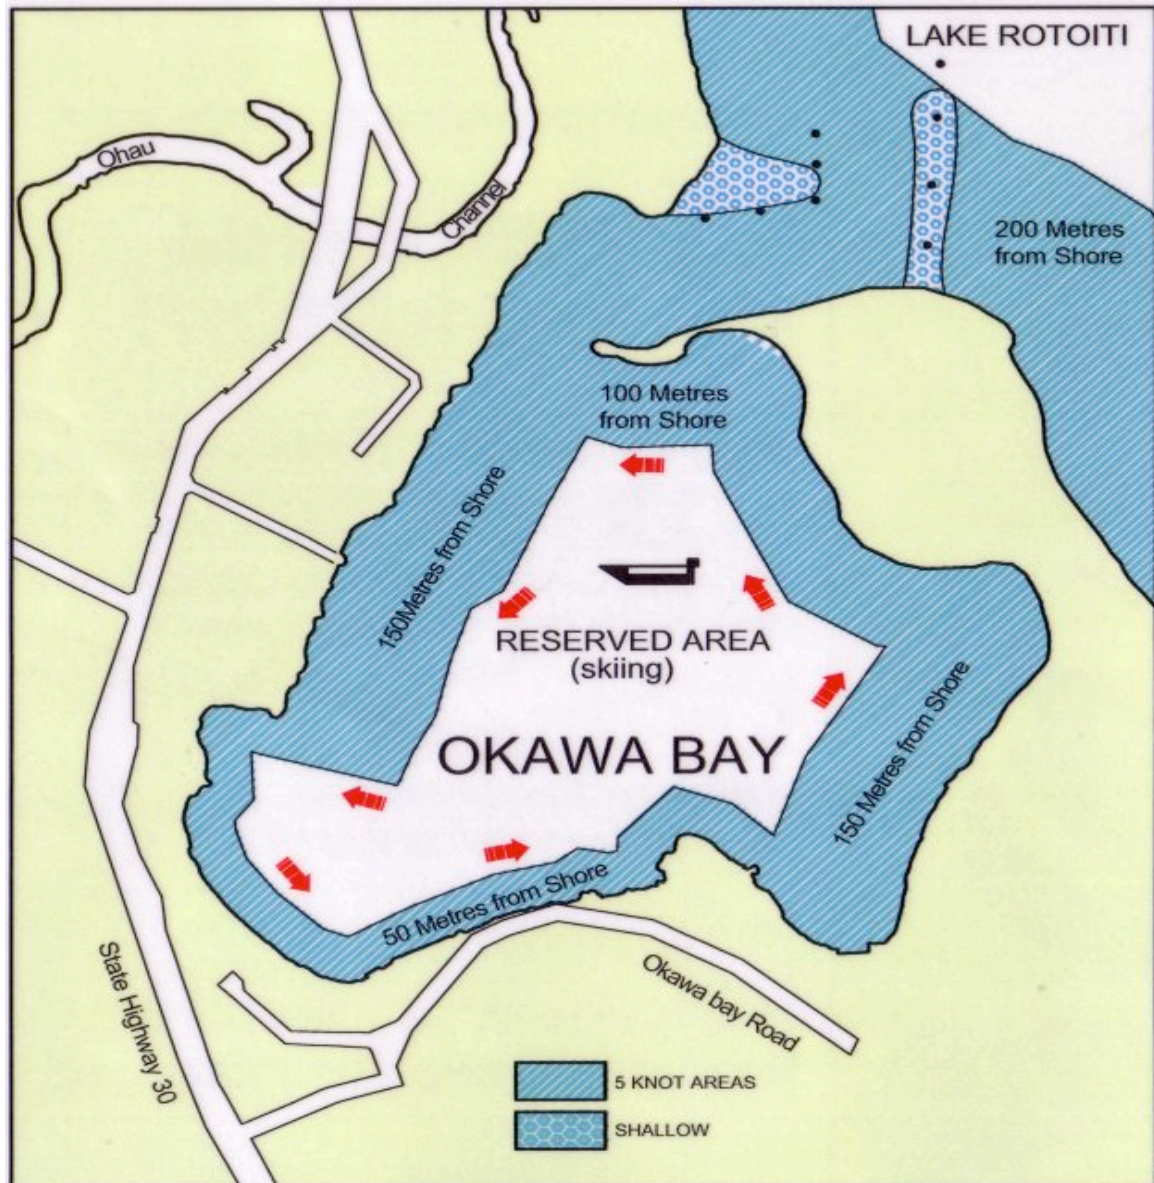 LAKE ROTOITI
Ohau
Channel
200 Metres
from Shore
100 Metres
from Shore
150Metres from Shore
RESERVED AREA
(skiing)
OKAWA BAY
150 Metres from Shore
50 Metres from Shore
State Highway 30
Okawa bay Road
5 KNOT AREAS
SHALLOW